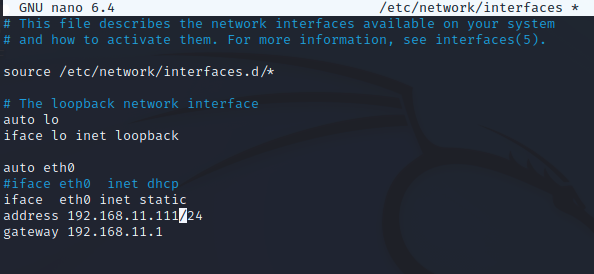 GNU nano 6.4 /etc/network/interfaces *
# This file describes the network interfaces available on your system
# and how to activate them. For more information, see interfaces(5).
source /etc/network/interfaces.d/*
# The loopback network interface
auto lo
iface lo inet loopback
auto eth0
#iface eth0  inet dhcp
iface  eth0 inet static
address 192.168.11.111/24
gateway 192.168.11.1